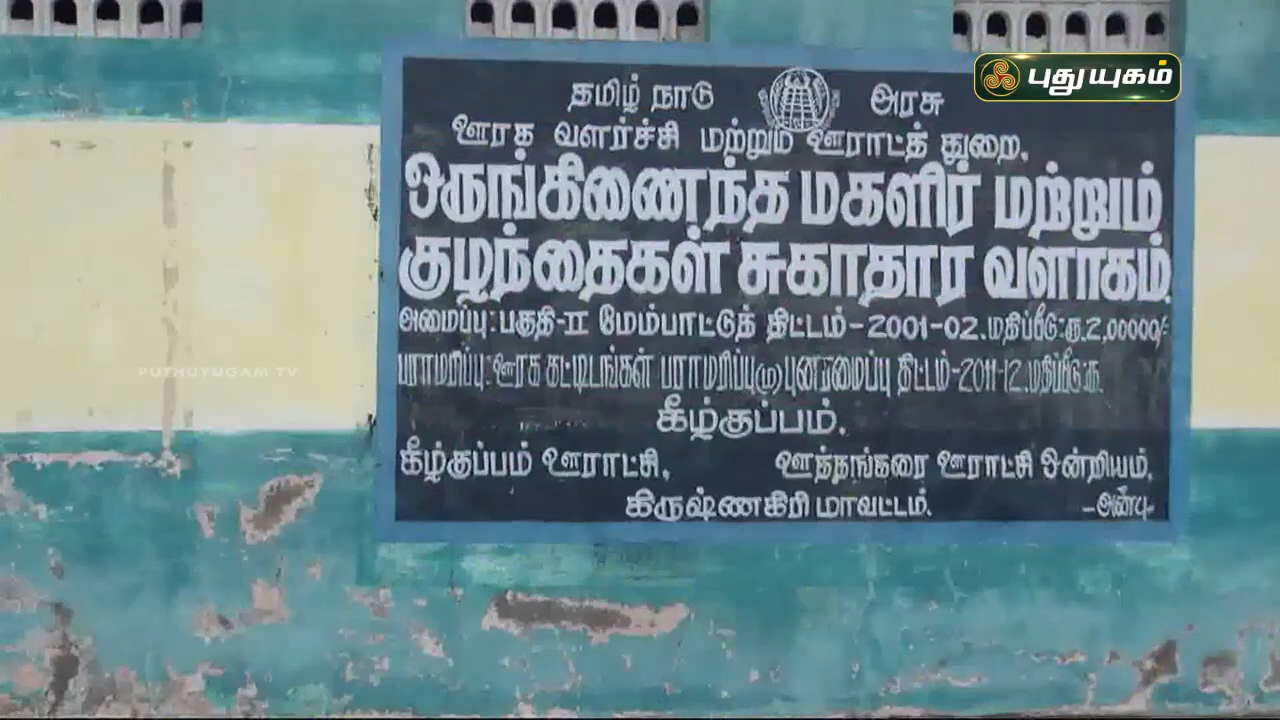 புதுயுகம்
தமிழ் நாடு அரசு
ஊரக வளர்ச்சி மற்றும் ஊராட்சித் துறை,
ஒருங்கிணைந்த மகளிர் மற்றும்
குழந்தைகள் சுகாதார வளாகம்.
அமைப்பு: பகுதி-II மேம்பாட்டுத் திட்டம்-2001-02. மதிப்பீடு:ரூ.2,00000/-
பராமரிப்பு: ஊரக கட்டிடங்கள் பராமரிப்பு(மு) புனரமைப்பு திட்டம்-2011-12. மதிப்பீடு:ரூ.
கீழ்குப்பம்.
கீழ்குப்பம் ஊராட்சி, ஊத்தங்கரை ஊராட்சி ஒன்றியம்,
கிருஷ்ணகிரி மாவட்டம். -அன்பு-
PUTHUYUGAM TV